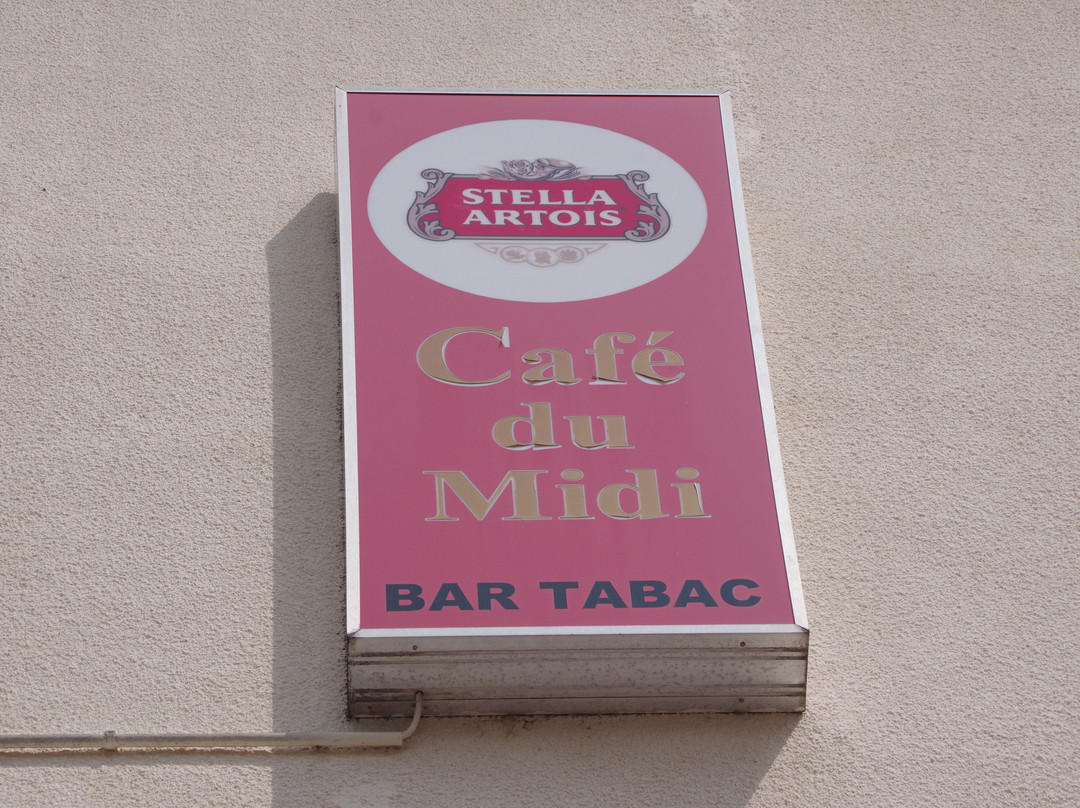 STELLA
ARTOIS
Café
du
Midi
BAR TABAC